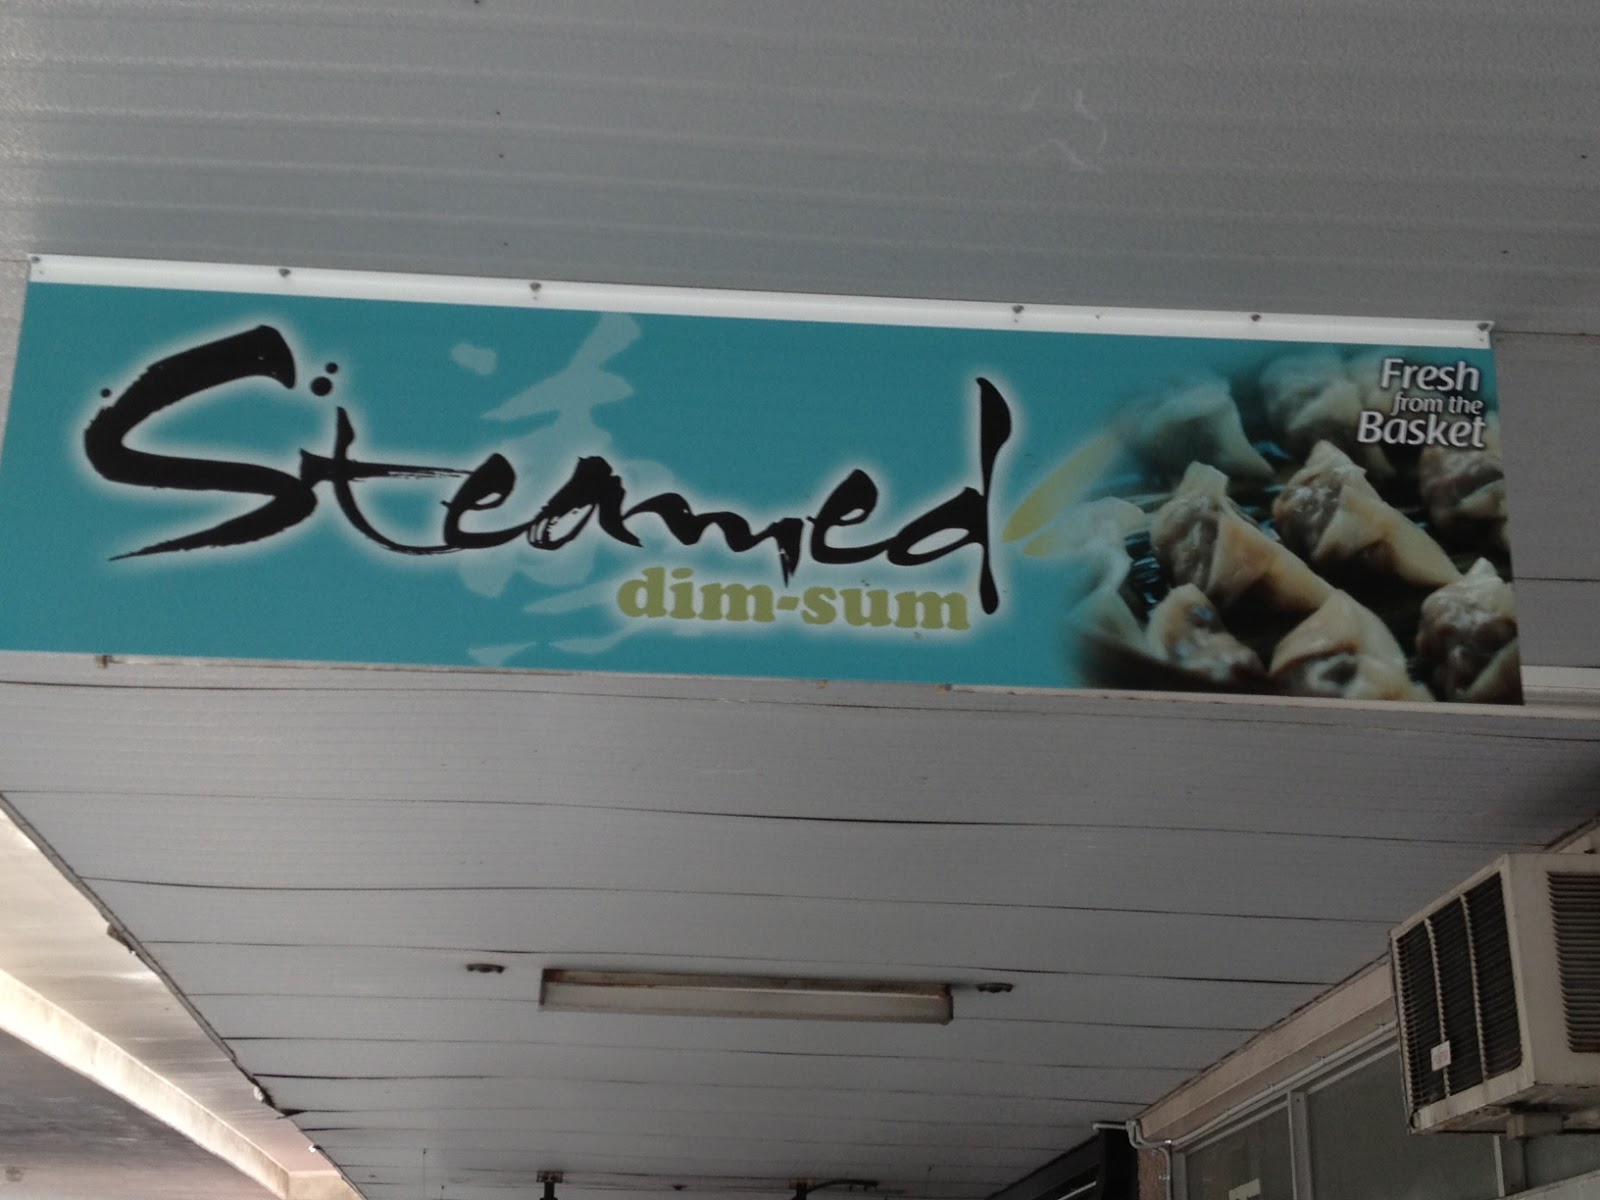 Steamed
dim-sum
Fresh
from the
Basket